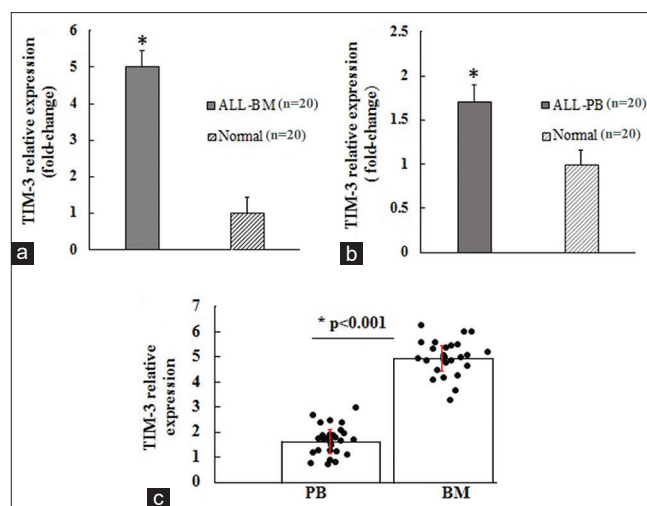 TIM-3 relative expression
(fold-change)
6
5
4
3
2
1
0
*
ALL-BM (n=20)
Normal (n=20)
a
TIM-3 relative expression
( fold-change)
2.5
2
1.5
1
0.5
0
*
ALL-PB (n=20)
Normal (n=20)
b
TIM-3 relative
expression
7
6
5
4
3
2
1
0
* p<0.001
PB
BM
c